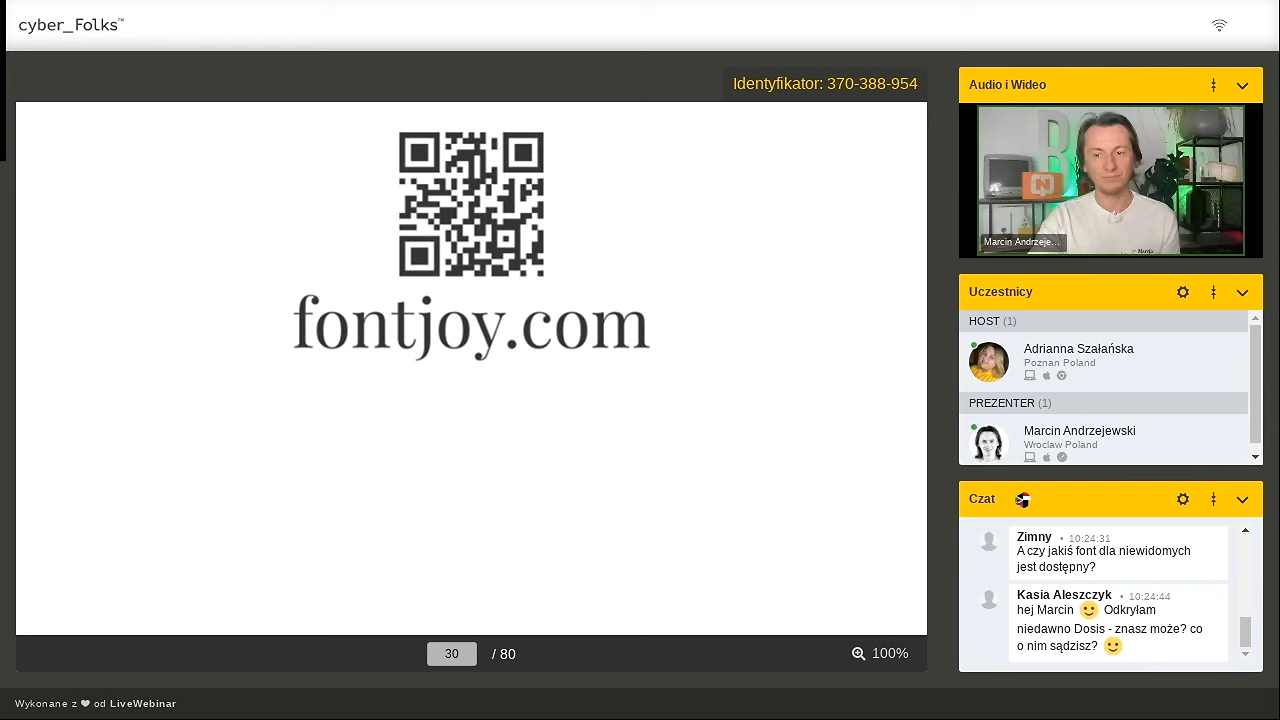 cyber_Folks™
Identyfikator: 370-388-954
fontjoy.com
30 / 80
100%
Audio i Wideo
Marcin Andrzeje...
Uczestnicy
HOST (1)
Adrianna Szałańska
Poznan Poland
PREZENTER (1)
Marcin Andrzejewski
Wroclaw Poland
Czat
Zimny • 10:24:31
A czy jakiś font dla niewidomych
jest dostępny?
Kasia Aleszczyk • 10:24:44
hej Marcin Odkryłam
niedawno Dosis - znasz może? co
o nim sądzisz?
Wykonane z od LiveWebinar